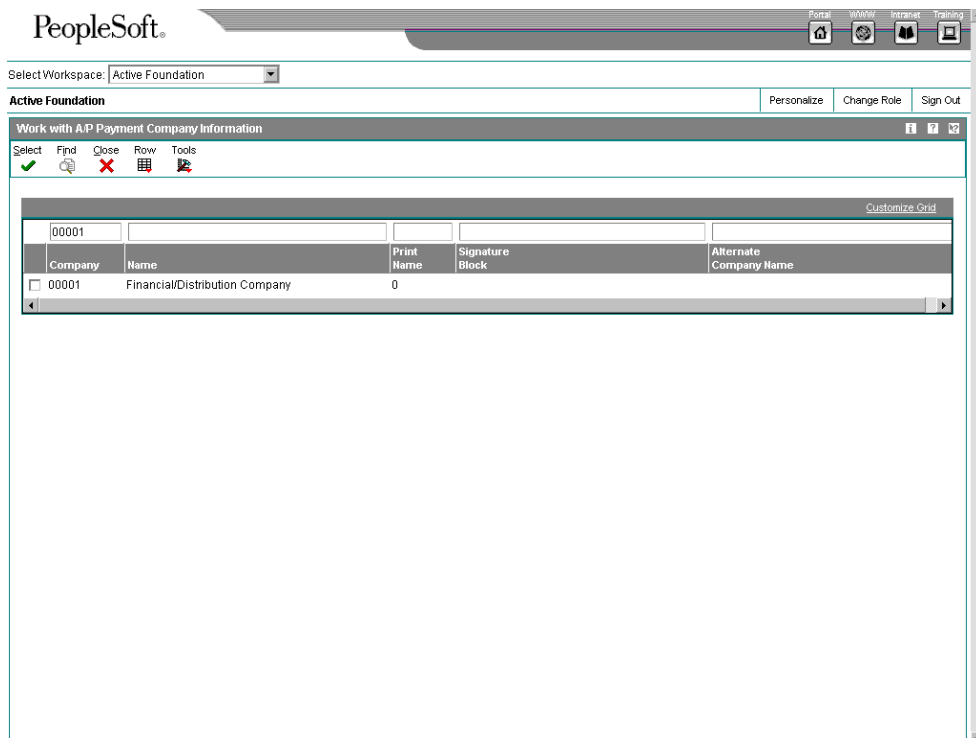 PeopleSoft®
Portal WWW Intranet Training
Select Workspace: Active Foundation
Active Foundation Personalize Change Role Sign Out
Work with A/P Payment Company Information
Select Find Close Row Tools
Customize Grid
00001
Company Name Print Name Signature Block Alternate Company Name
00001 Financial/Distribution Company 0